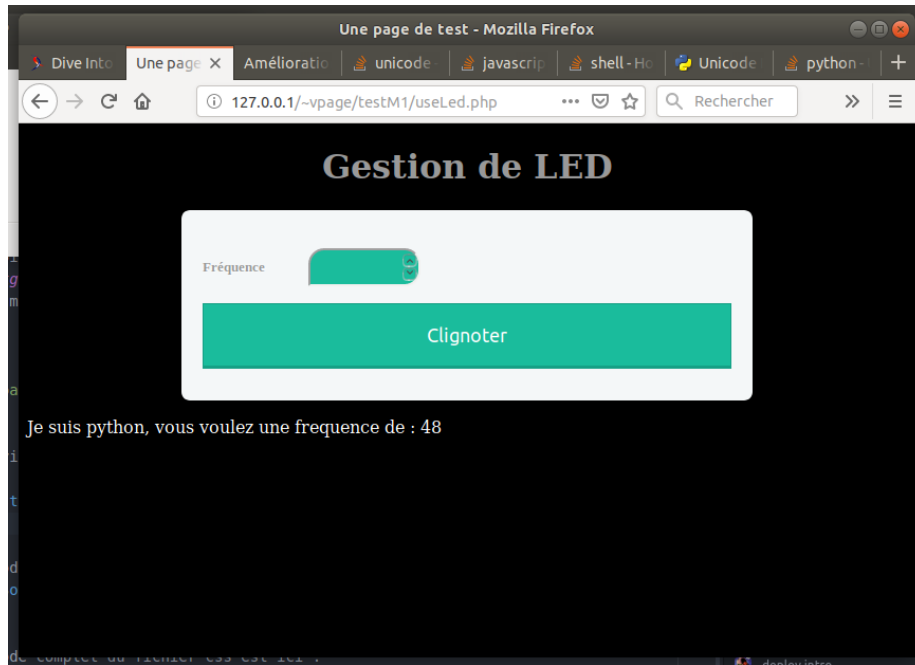 Une page de test - Mozilla Firefox
Dive Into Une page Amélioratio unicode - javascrip shell - Ho Unicode python -
127.0.0.1/~vpage/testM1/useLed.php Rechercher
Gestion de LED
Fréquence
Clignoter
Je suis python, vous voulez une frequence de : 48